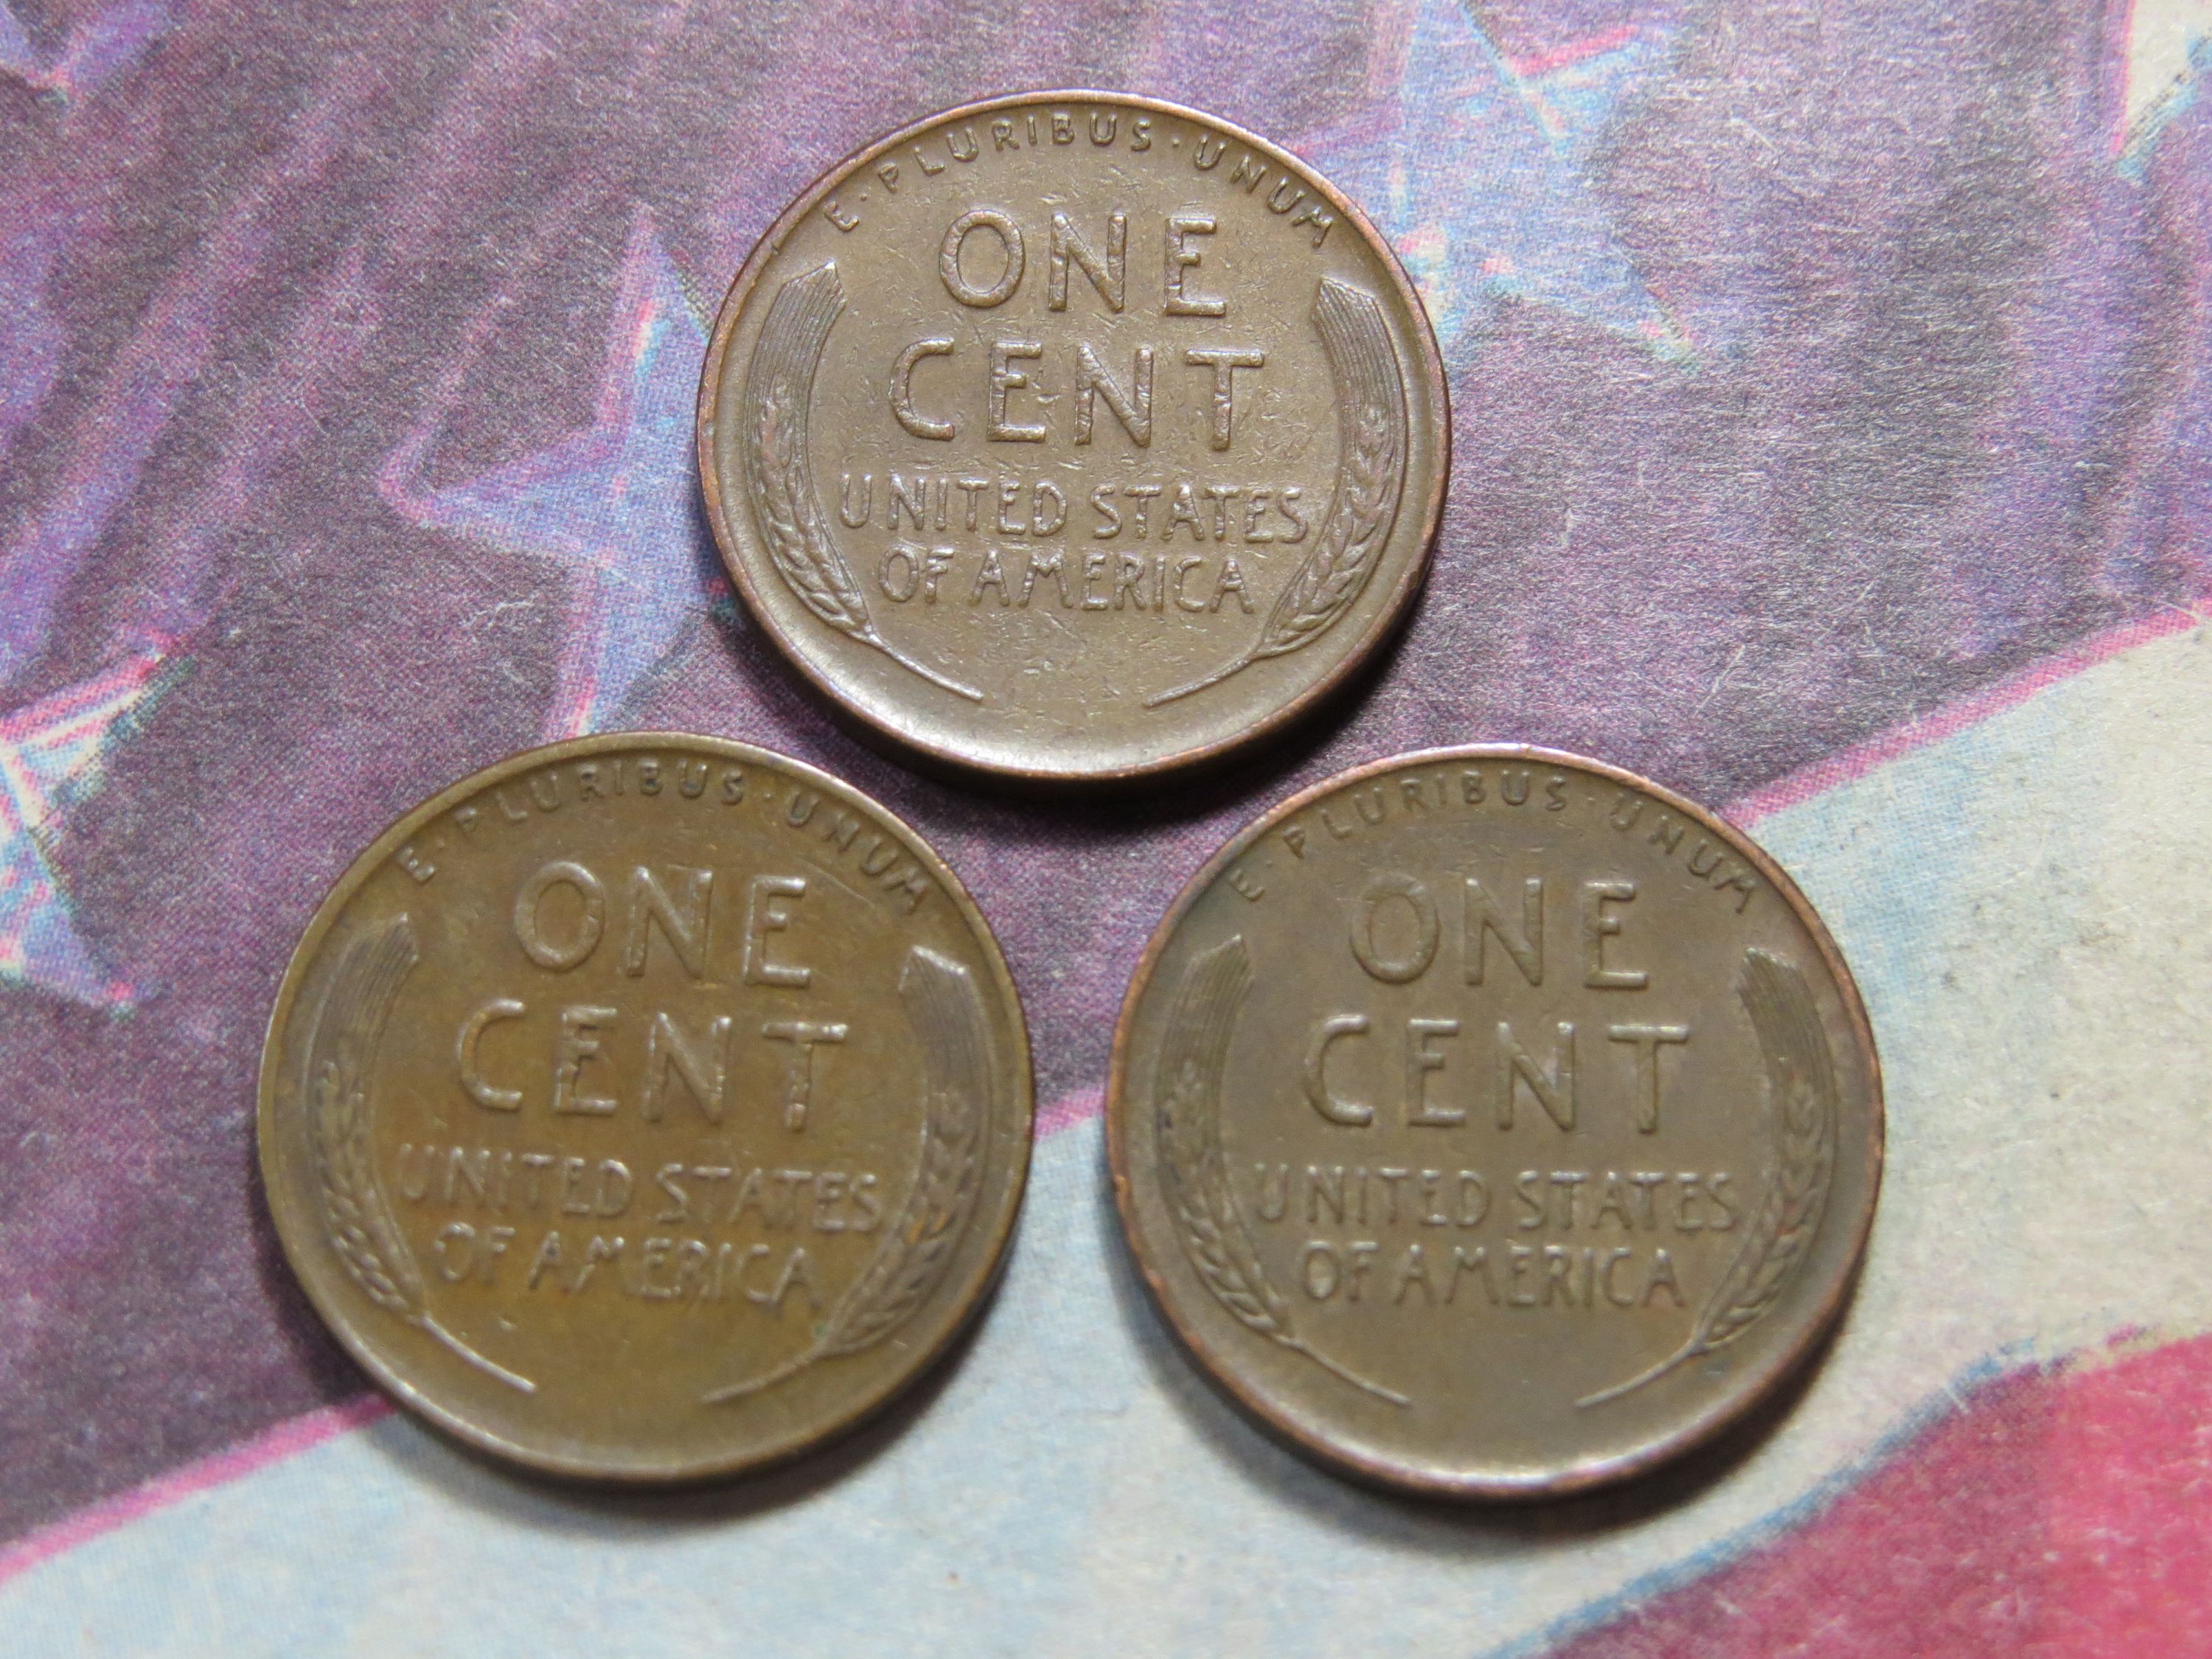 E·PLURIBUS·UNUM
ONE
CENT
UNITED STATES
OF AMERICA
E·PLURIBUS·UNUM
ONE
CENT
UNITED STATES
OF AMERICA
E·PLURIBUS·UNUM
ONE
CENT
UNITED STATES
OF AMERICA